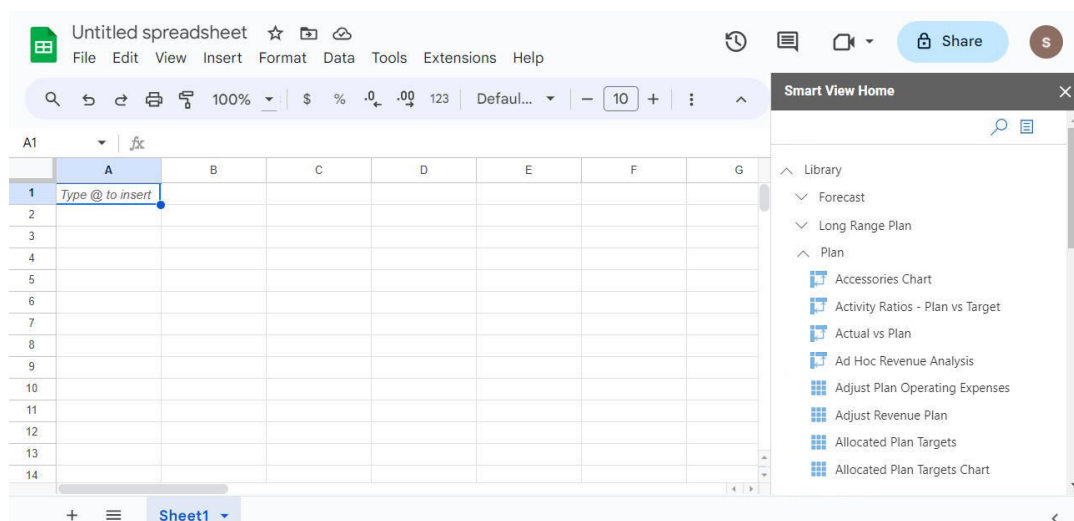 Untitled spreadsheet
File Edit View Insert Format Data Tools Extensions Help
Share
S
100% $ % .0 .00 123 Defaul... − 10 +
A1 fx
A B C D E F G
1 Type @ to insert
2
3
4
5
6
7
8
9
10
11
12
13
14
+ Sheet1
Smart View Home
Library
Forecast
Long Range Plan
Plan
Accessories Chart
Activity Ratios - Plan vs Target
Actual vs Plan
Ad Hoc Revenue Analysis
Adjust Plan Operating Expenses
Adjust Revenue Plan
Allocated Plan Targets
Allocated Plan Targets Chart